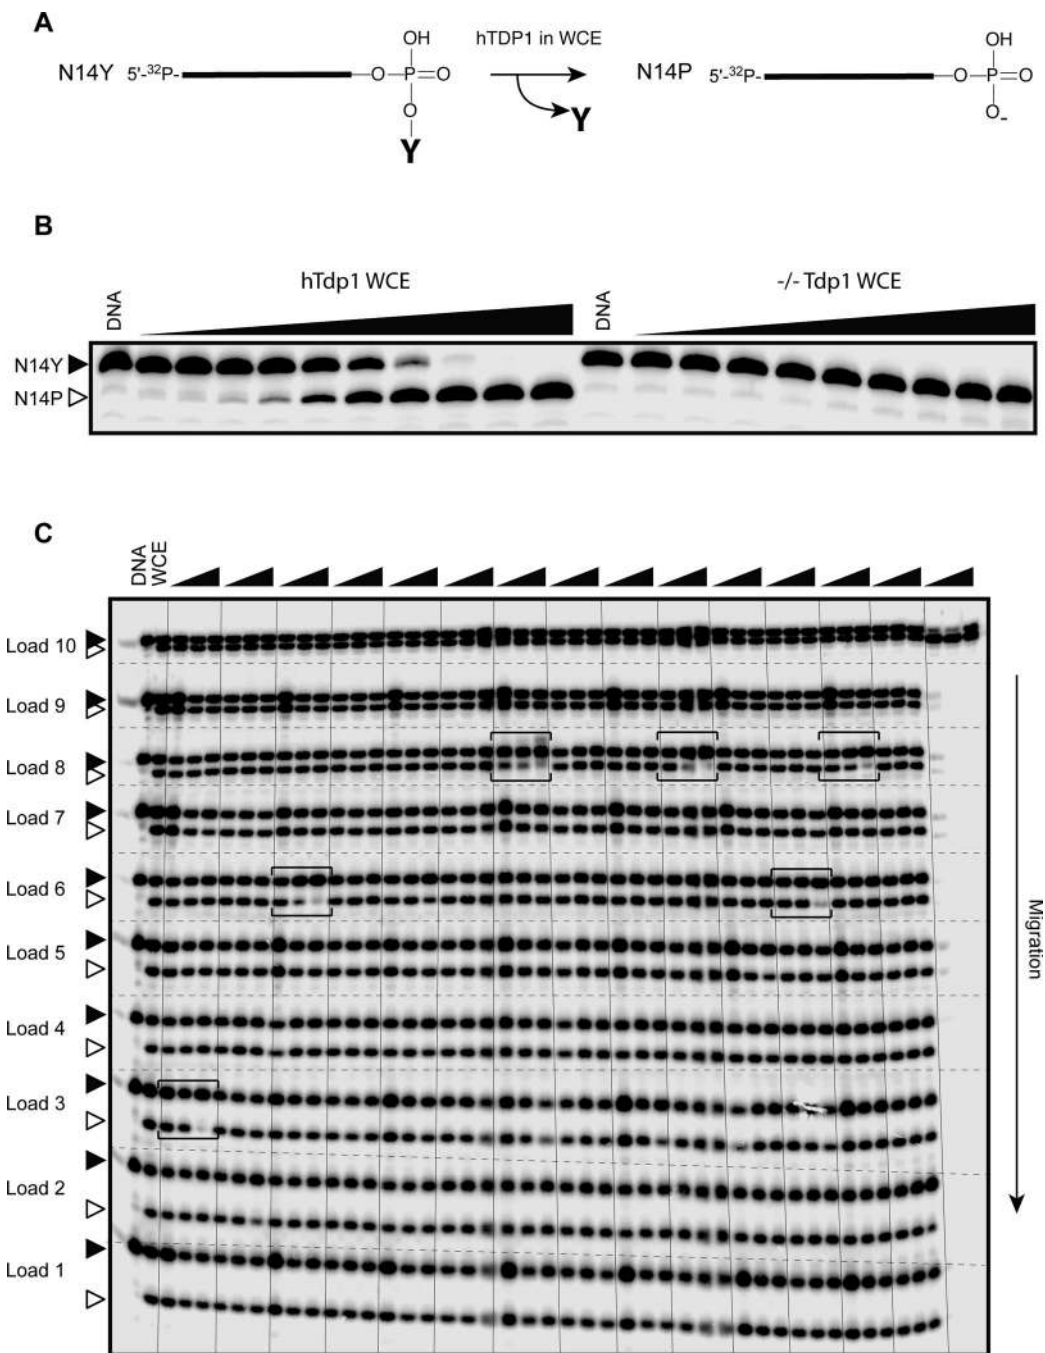 A
N14Y 5'-³²P- O P O OH O Y
hTDP1 in WCE
Y
N14P 5'-³²P- O P O OH O-
B
DNA hTdp1 WCE DNA -/- Tdp1 WCE
N14Y
N14P
C
DNA WCE
Load 10
Load 9
Load 8
Load 7
Load 6
Load 5
Load 4
Load 3
Load 2
Load 1
Migration